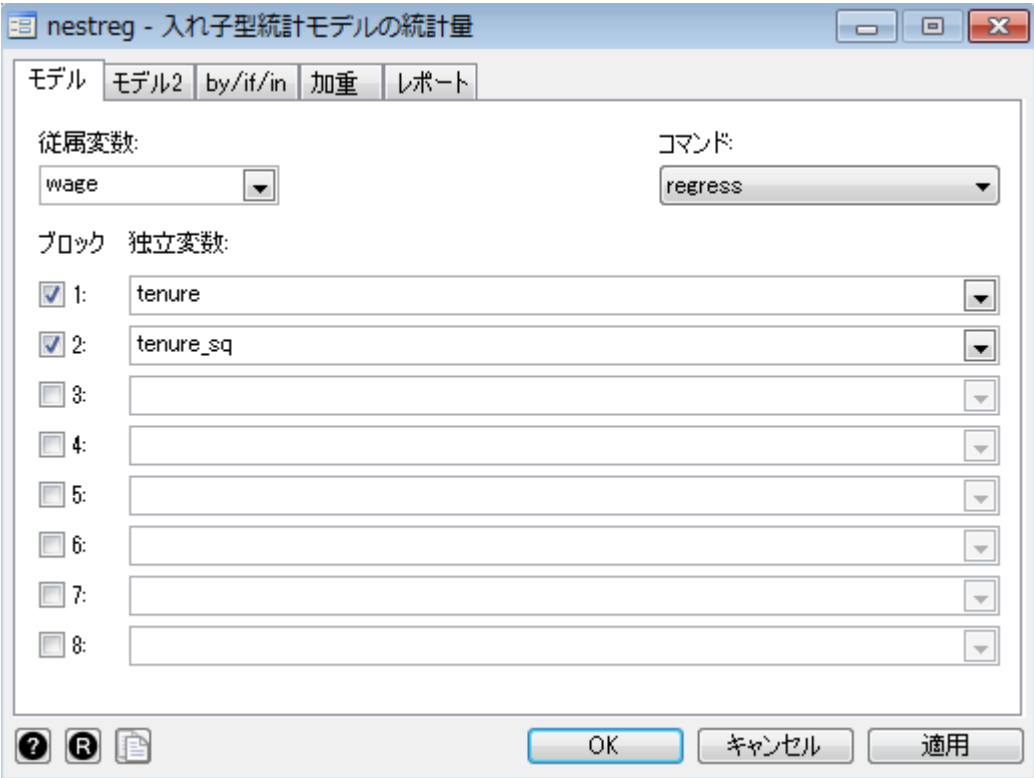 nestreg - 入れ子型統計モデルの統計量
モデル モデル2 by/if/in 加重 レポート
従属変数: コマンド:
wage regress
ブロック 独立変数:
1: tenure
2: tenure_sq
3:
4:
5:
6:
7:
8:
? R OK キャンセル 適用